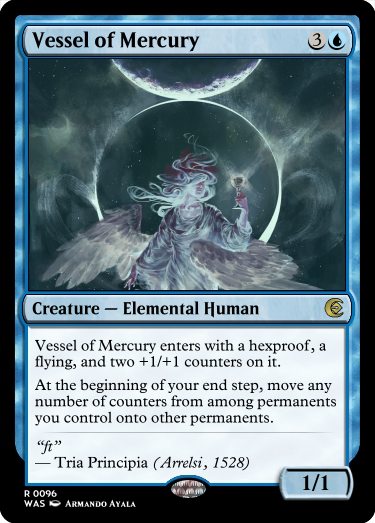 Vessel of Mercury 3
Creature — Elemental Human
Vessel of Mercury enters with a hexproof, a
flying, and two +1/+1 counters on it.
At the beginning of your end step, move any
number of counters from among permanents
you control onto other permanents.
“ft”
— Tria Principia (Arrelsi, 1528)
1/1
R 0096
WAS Armando Ayala